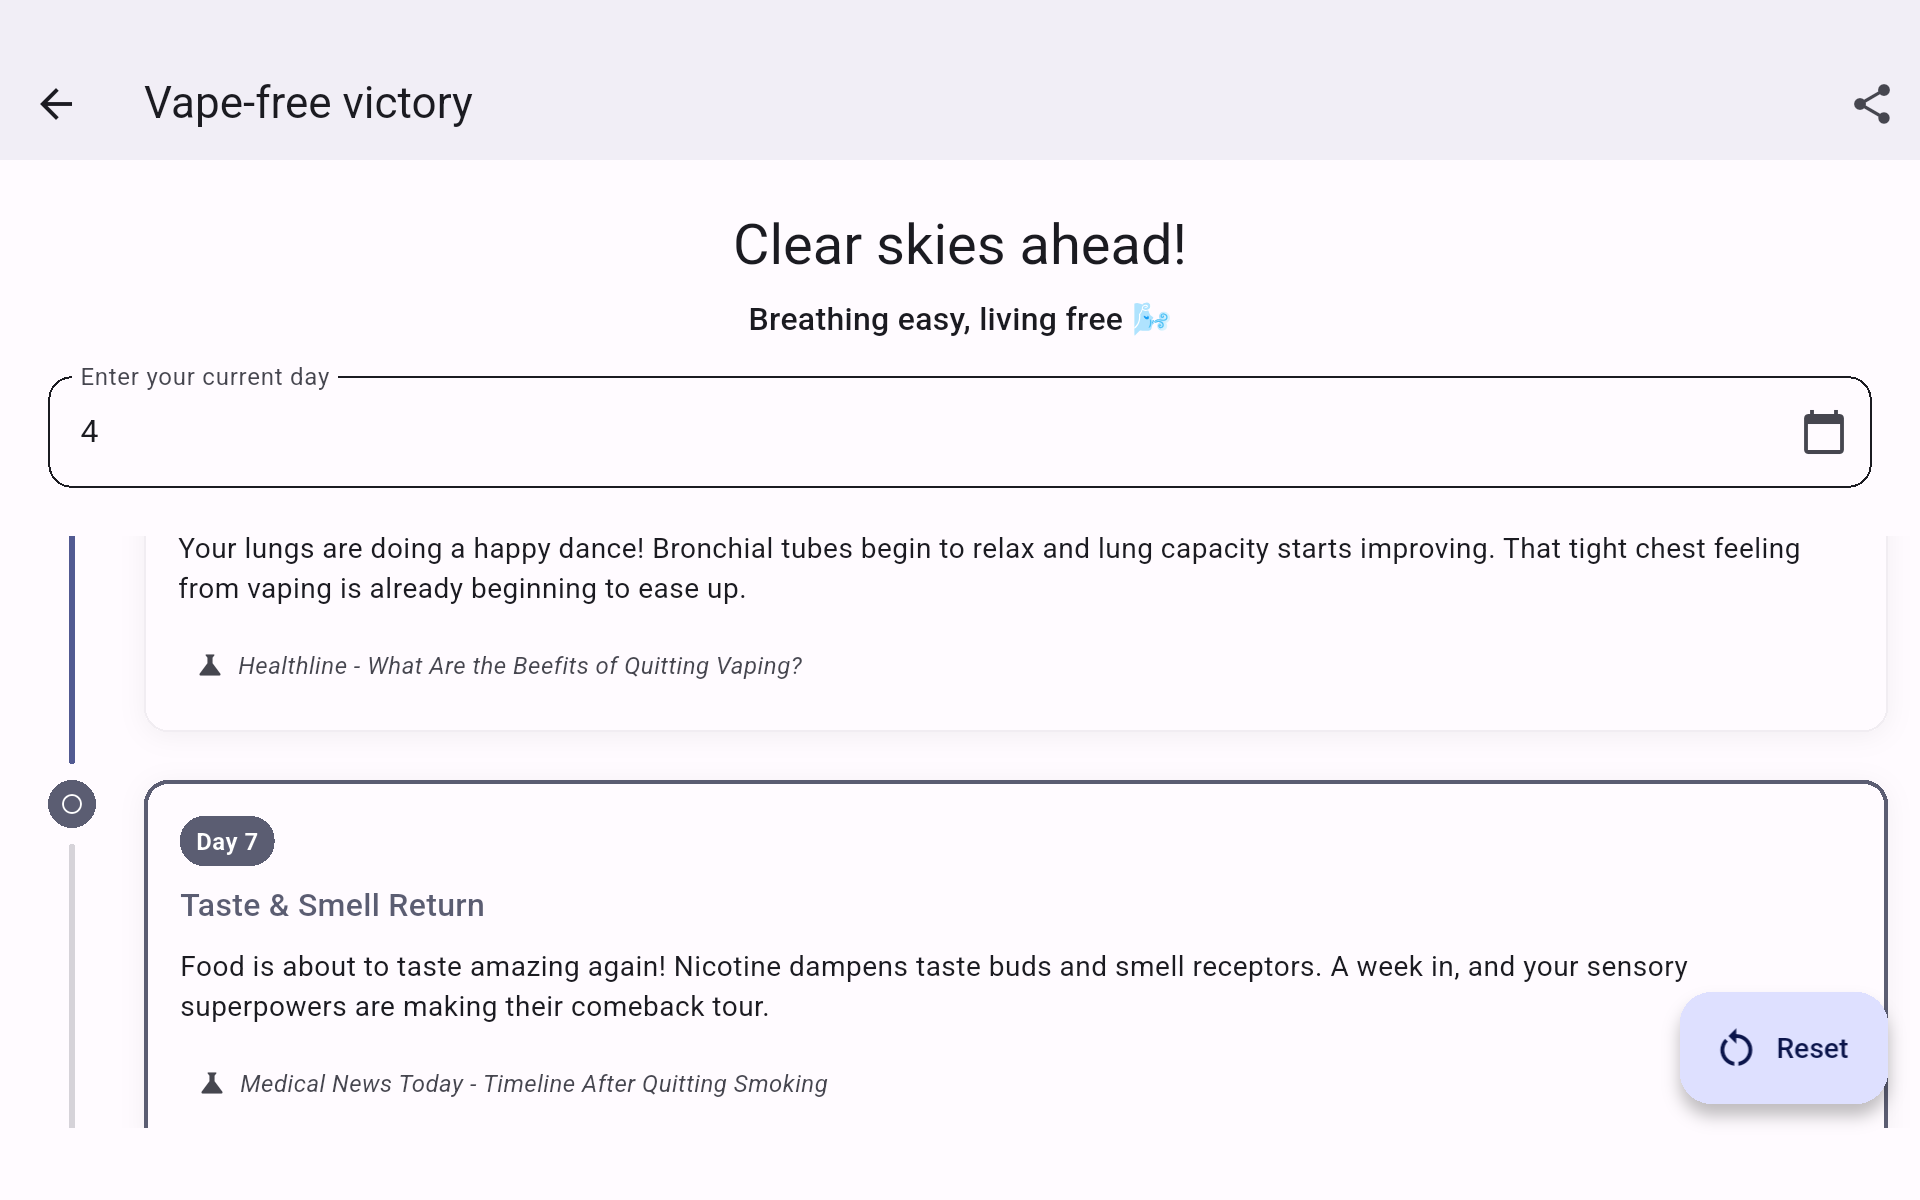 Vape-free victory
Clear skies ahead!
Breathing easy, living free 🌬️
Enter your current day
4
Your lungs are doing a happy dance! Bronchial tubes begin to relax and lung capacity starts improving. That tight chest feeling
from vaping is already beginning to ease up.
Healthline - What Are the Beefits of Quitting Vaping?
Day 7
Taste & Smell Return
Food is about to taste amazing again! Nicotine dampens taste buds and smell receptors. A week in, and your sensory
superpowers are making their comeback tour.
Reset
Medical News Today - Timeline After Quitting Smoking